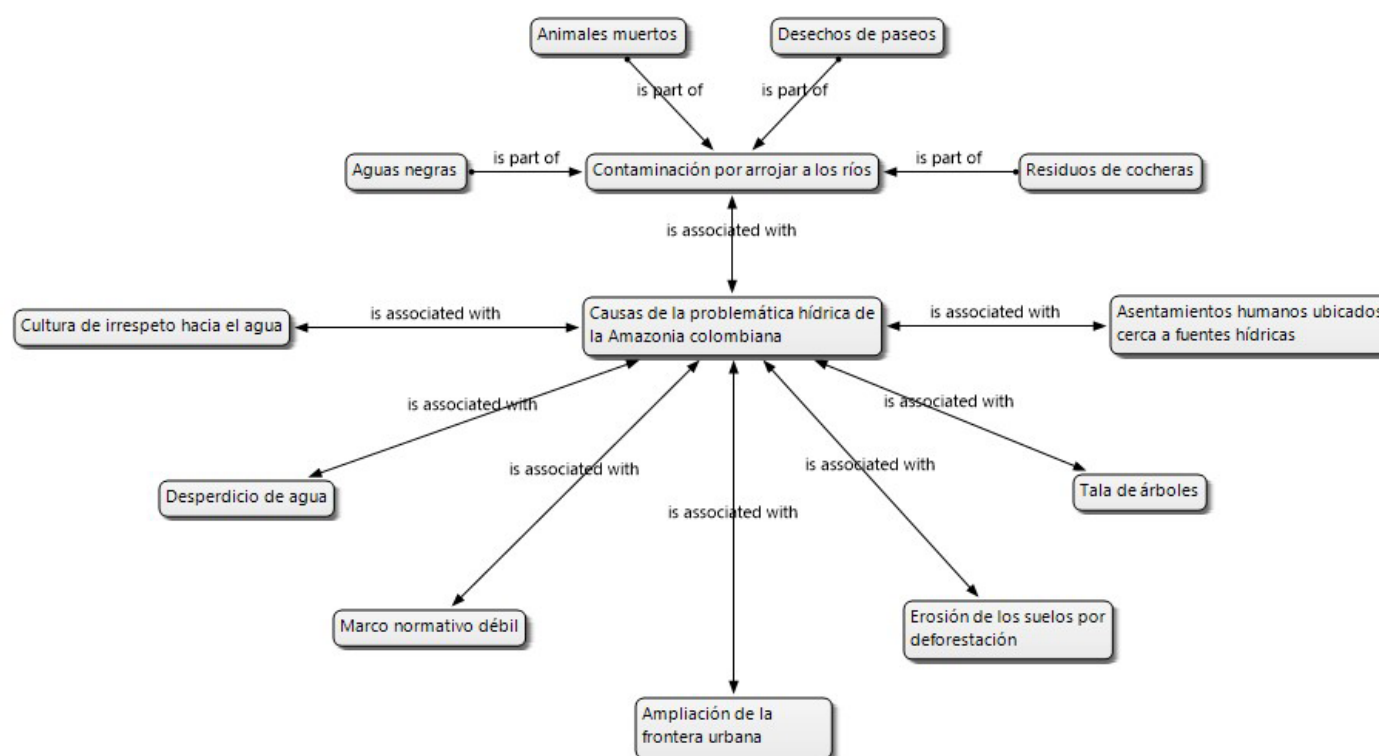 Animales muertos
Desechos de paseos
is part of
is part of
Aguas negras
is part of
Contaminación por arrojar a los ríos
is part of
Residuos de cocheras
is associated with
Cultura de irrespeto hacia el agua
is associated with
Causas de la problemática hídrica de
la Amazonia colombiana
is associated with
Asentamientos humanos ubicados
cerca a fuentes hídricas
is associated with
is associated with
is associated with
is associated with
is associated with
Desperdicio de agua
Tala de árboles
Marco normativo débil
Erosión de los suelos por
deforestación
Ampliación de la
frontera urbana